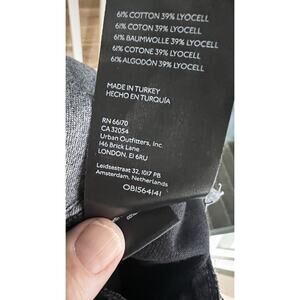 61% COTTON 39% LYOCELL
61% COTON 39% LYOCELL
61% BAUMWOLLE 39% LYOCELL
61% COTONE 39% LYOCELL
61% ALGODÓN 39% LYOCELL
MADE IN TURKEY
HECHO EN TURQUÍA
RN 66170
CA 32054
Urban Outfitters, Inc.
146 Brick Lane
LONDON, E1 6RU
Leidsestraat 32, 1017 PB
Amsterdam, Netherlands
OB1564141